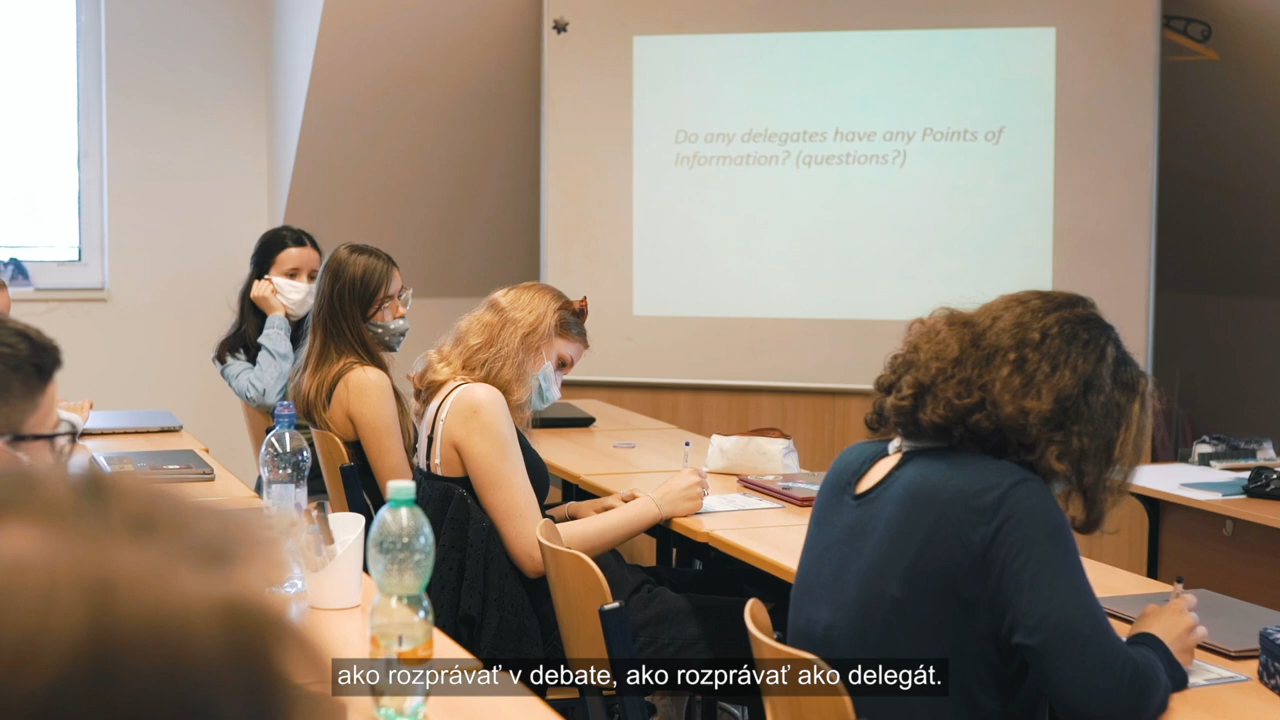 Do any delegates have any Points of
Information? (questions?)
ako rozprávať v debate, ako rozprávať ako delegát.